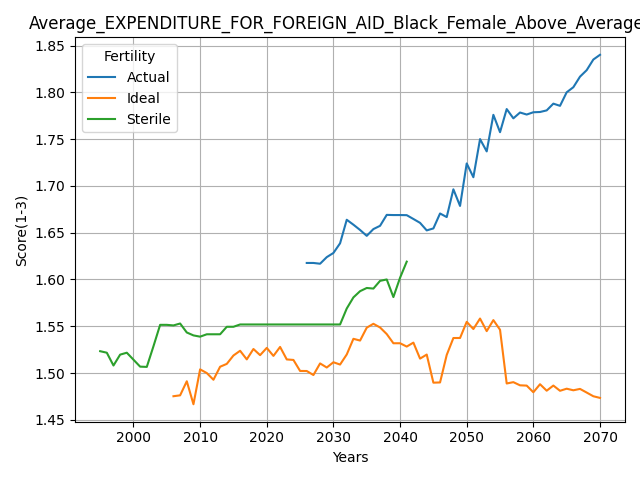 Average_EXPENDITURE_FOR_FOREIGN_AID_Black_Female_Above_Average
Fertility
Actual
Ideal
Sterile
Score(1-3)
1.85
1.80
1.75
1.70
1.65
1.60
1.55
1.50
1.45
2000 2010 2020 2030 2040 2050 2060 2070
Years